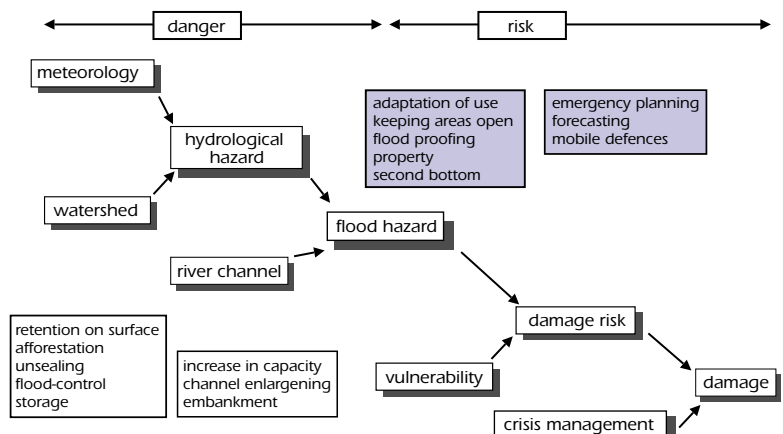 danger
risk
meteorology
adaptation of use
keeping areas open
flood proofing
property
second bottom
emergency planning
forecasting
mobile defences
hydrological
hazard
watershed
flood hazard
river channel
retention on surface
afforestation
unsealing
flood-control
storage
increase in capacity
channel enlargening
embankment
damage risk
vulnerability
damage
crisis management